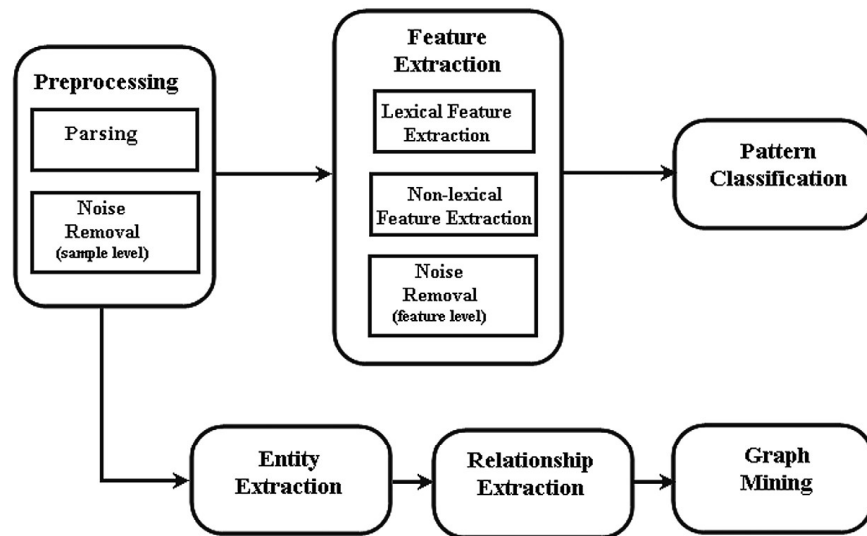 Preprocessing
Parsing
Noise
Removal
(sample level)
Feature
Extraction
Lexical Feature
Extraction
Non-lexical
Feature Extraction
Noise
Removal
(feature level)
Pattern
Classification
Entity
Extraction
Relationship
Extraction
Graph
Mining